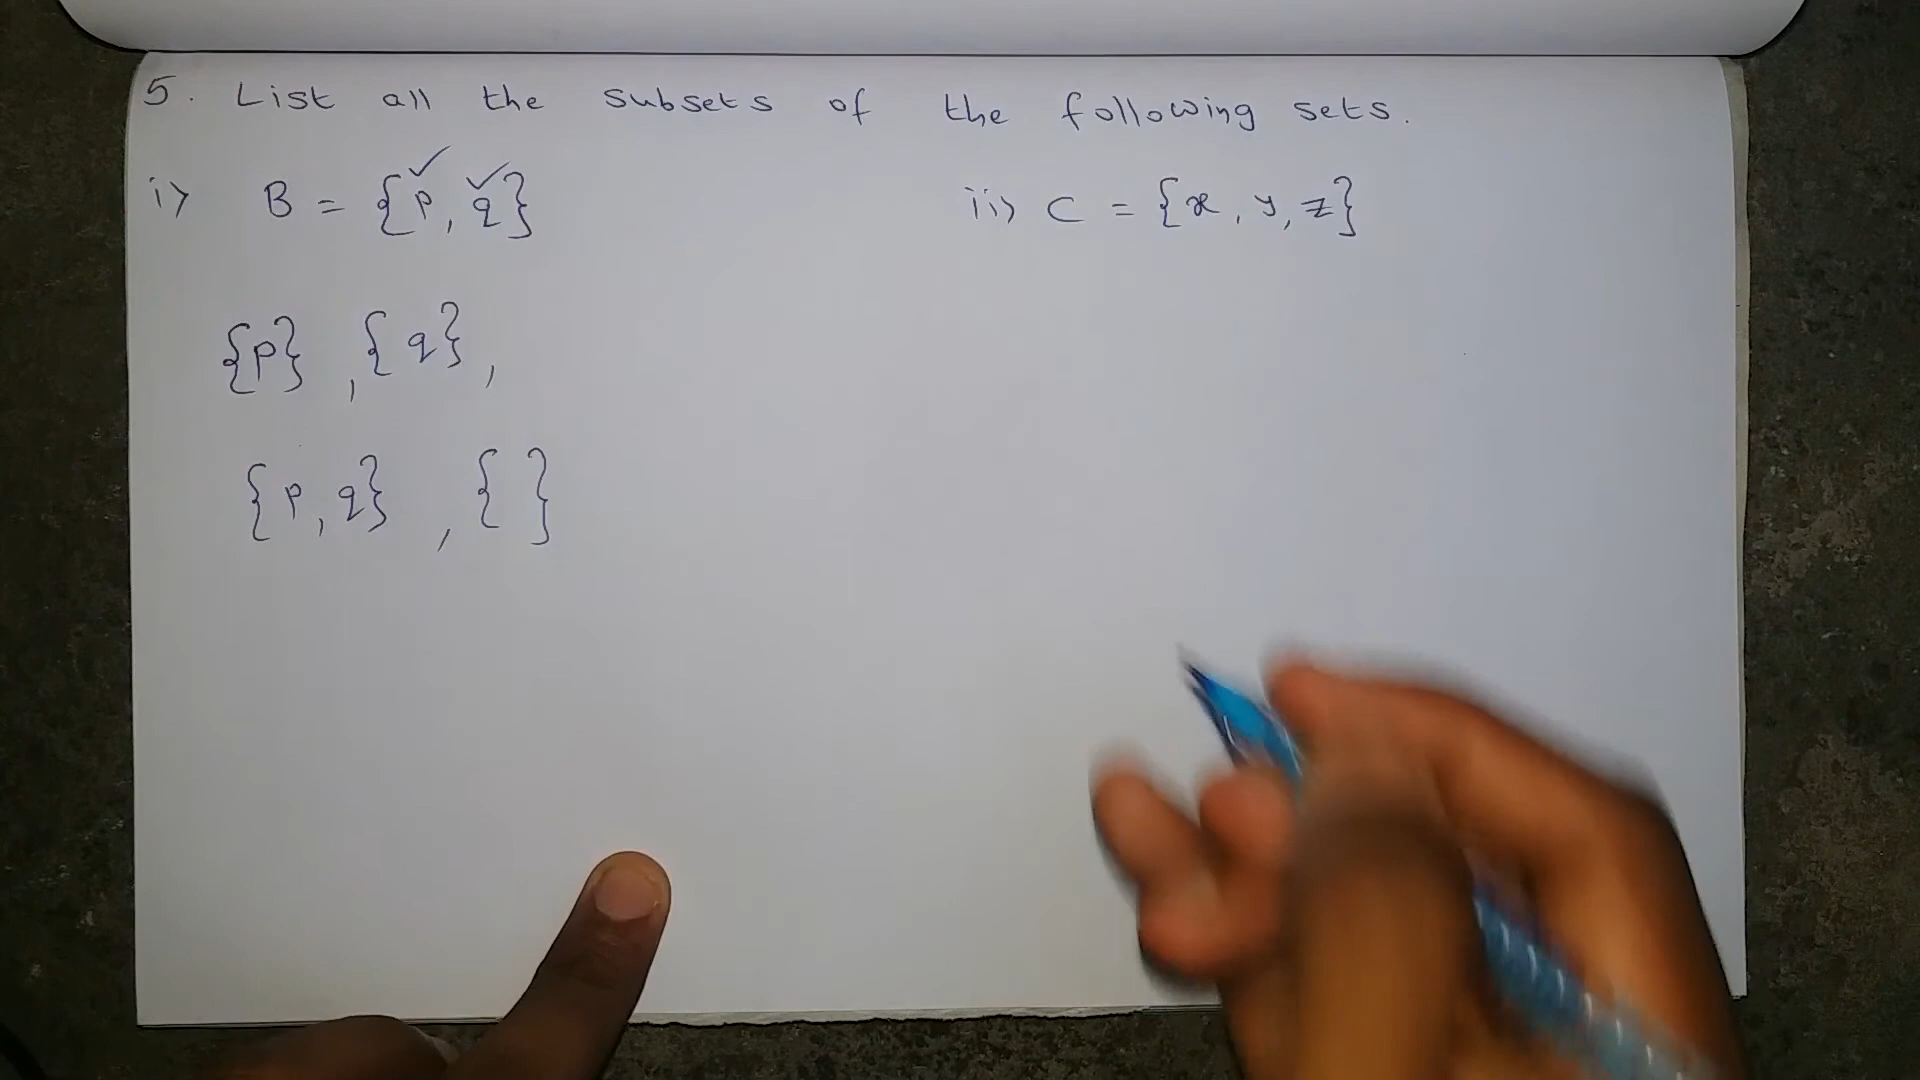 5. List all the subsets of the following sets.
i) B = {p, q}
ii) C = {x, y, z}
{p}, {q},
{p, q}, { }